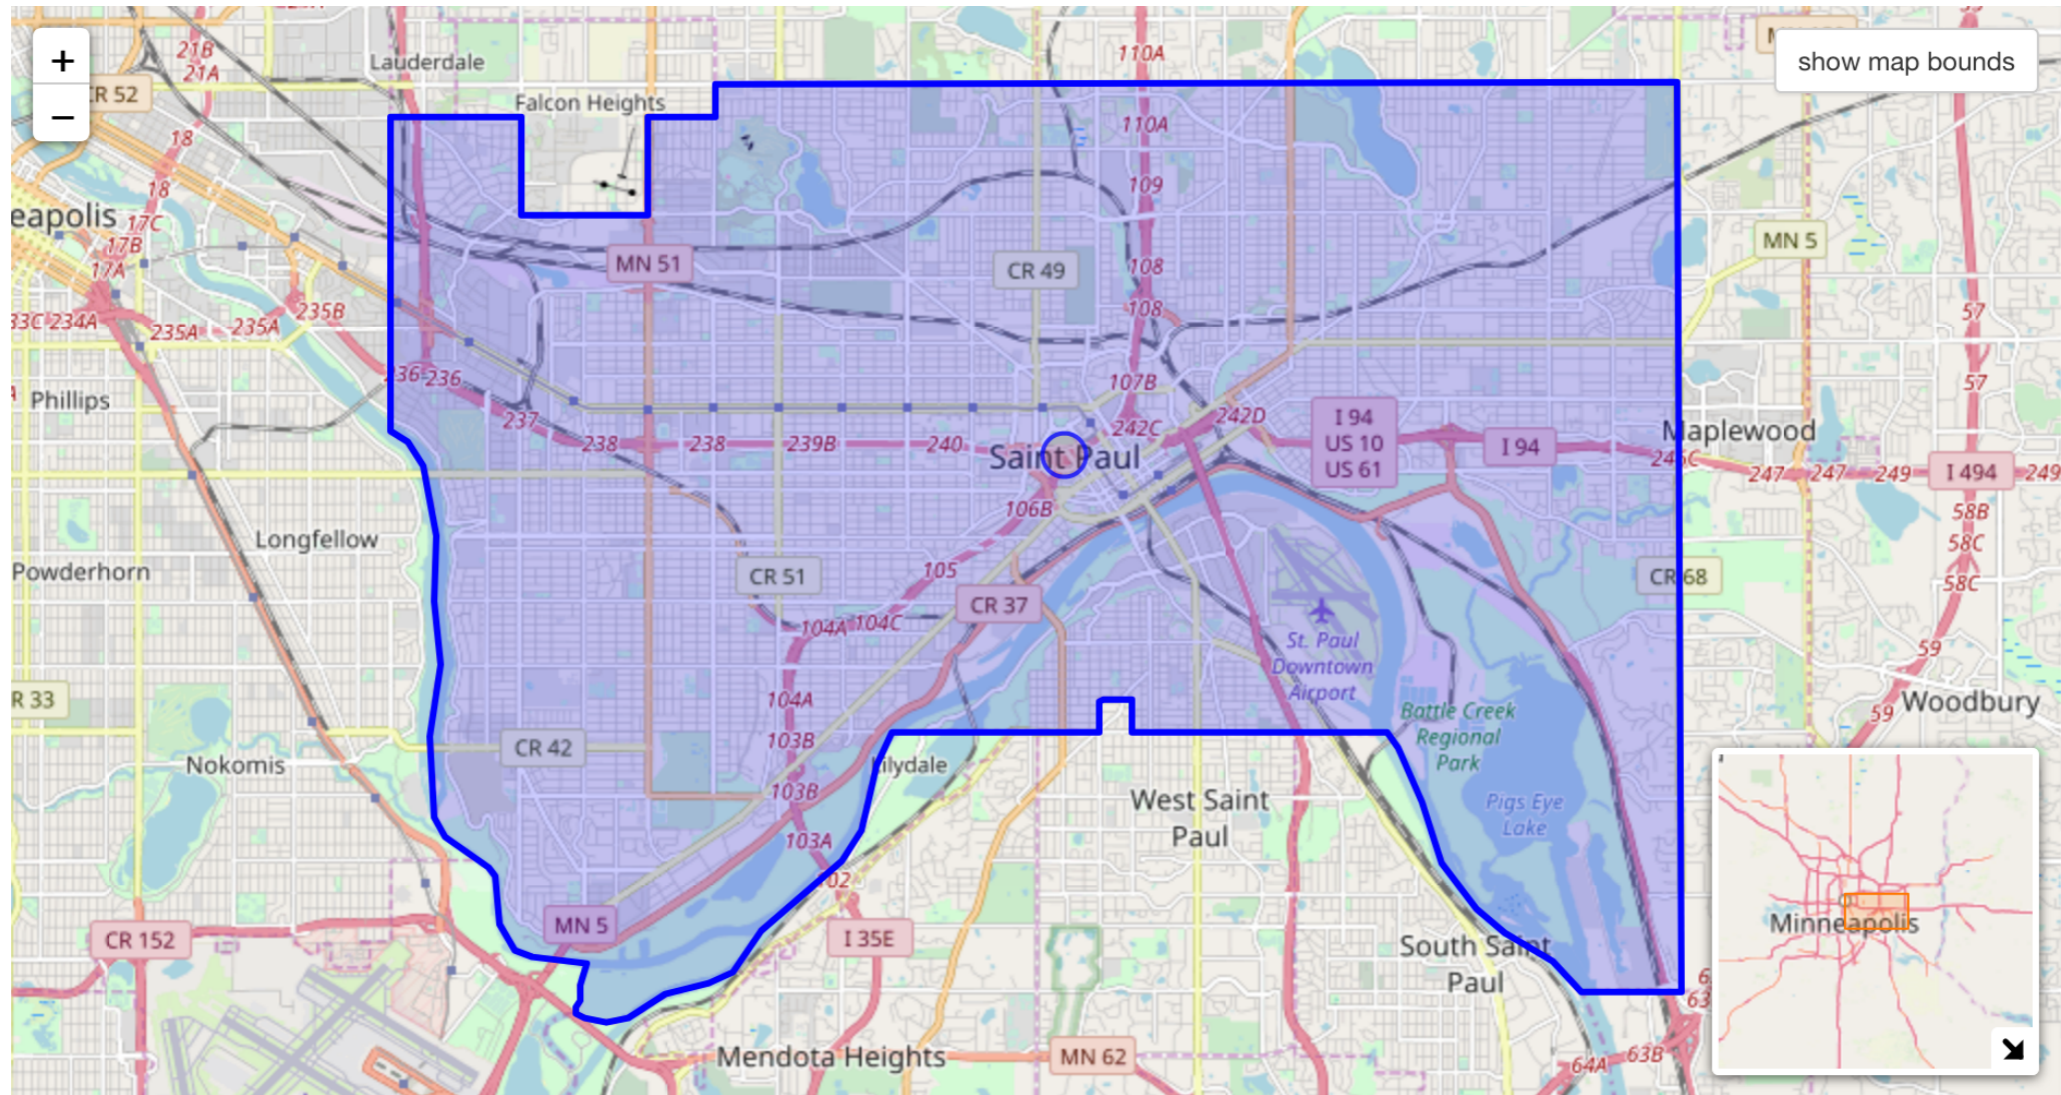 +
−
show map bounds
21B
21A
Lauderdale
110A
CR 52
Falcon Heights
110A
18
18
109
eapolis
17C
17B
17A
MN 51
CR 49
108
MN 5
108
235B
234A
235A
235A
57
236
236
107B
57
Phillips
237
238
238
239B
240
242C
242D
I 94
US 10
US 61
I 94
Maplewood
Saint Paul
247
247
249
I 494
249
106B
58B
58C
58C
Longfellow
Powderhorn
105
CR 51
CR 37
CR 68
104A
104C
St. Paul
Downtown
Airport
59
R 33
104A
Battle Creek
Regional
Park
Woodbury
59
103B
CR 42
Nokomis
Lilydale
103B
West Saint
Paul
Pigs Eye
Lake
103A
MN 5
I 35E
CR 152
South Saint
Paul
Minneapolis
63
Mendota Heights
MN 62
63B
64A